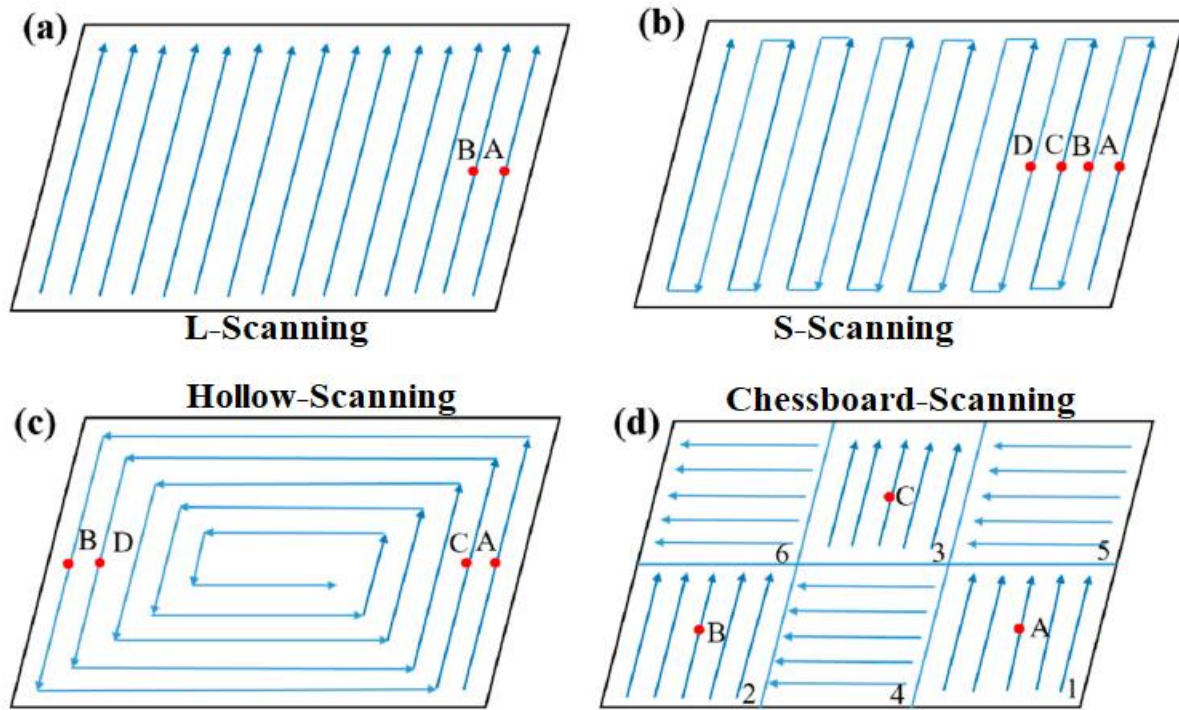 (a)
B A
L-Scanning
(b)
D C B A
S-Scanning
Hollow-Scanning
(c)
B D C A
Chessboard-Scanning
(d)
C
6 3 5
B A
2 4 1